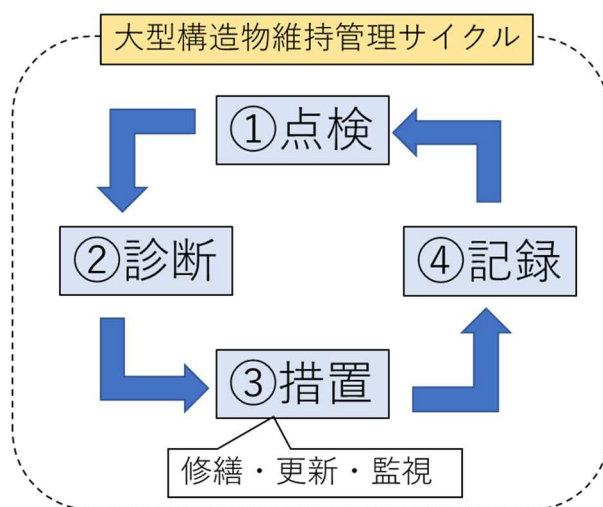 大型構造物維持管理サイクル
①点検
②診断
③措置
修繕・更新・監視
④記録